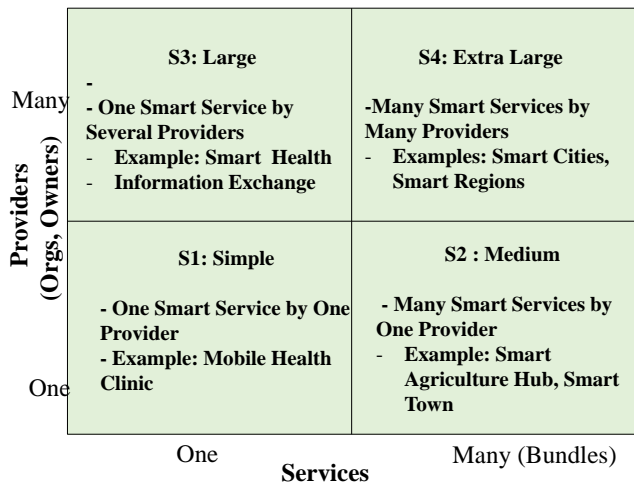 S3: Large
-
- One Smart Service by
Several Providers
- Example: Smart Health
- Information Exchange
S4: Extra Large
-Many Smart Services by
Many Providers
- Examples: Smart Cities,
Smart Regions
Many
Providers
(Orgs, Owners)
One
S1: Simple
- One Smart Service by One
Provider
- Example: Mobile Health
Clinic
S2 : Medium
- Many Smart Services by
One Provider
- Example: Smart
Agriculture Hub, Smart
Town
One
Many (Bundles)
Services